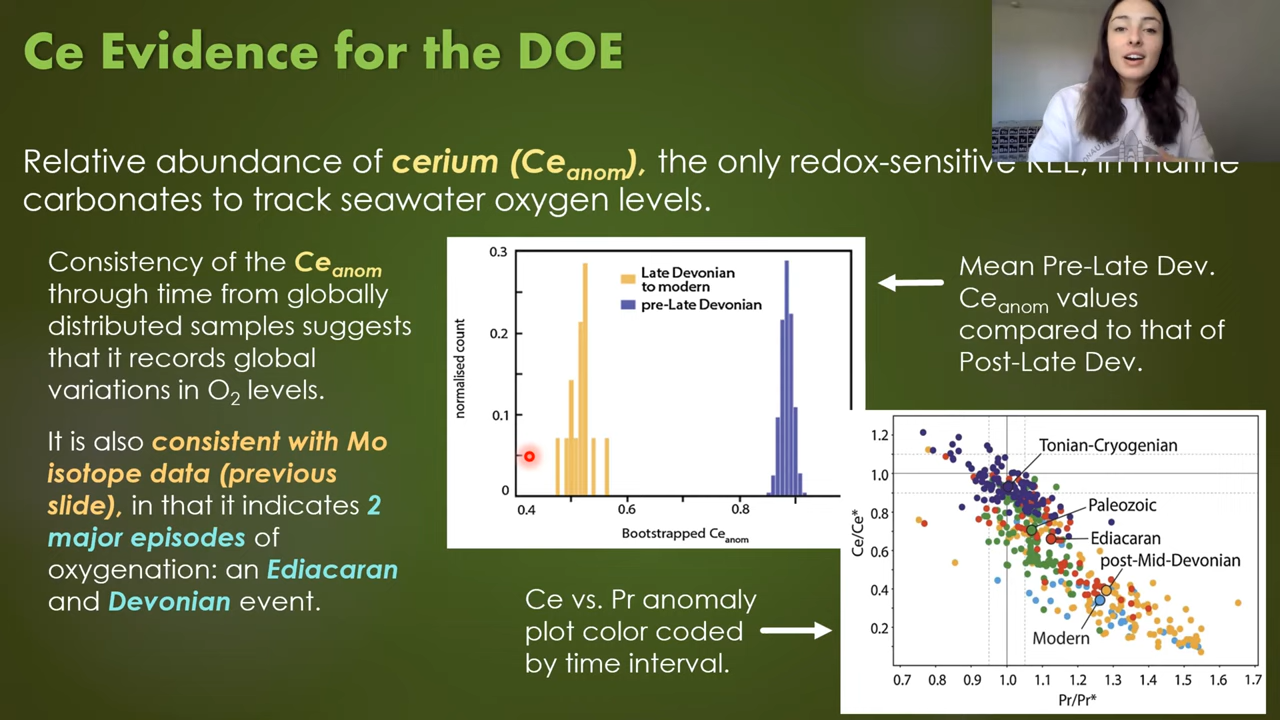 Ce Evidence for the DOE
Relative abundance of cerium (Ceanom), the only redox-sensitive REE, in marine
carbonates to track seawater oxygen levels.
Consistency of the Ceanom
through time from globally
distributed samples suggests
that it records global
variations in O2 levels.
It is also consistent with Mo
isotope data (previous
slide), in that it indicates 2
major episodes of
oxygenation: an Ediacaran
and Devonian event.
0.3
0.2
0.1
0
normalised count
Late Devonian
to modern
pre-Late Devonian
0.4 0.6 0.8
Bootstrapped Ceanom
Mean Pre-Late Dev.
Ceanom values
compared to that of
Post-Late Dev.
Ce vs. Pr anomaly
plot color coded
by time interval.
1.2
1.0
0.8
0.6
0.4
0.2
Ce/Ce*
Tonian-Cryogenian
Paleozoic
Ediacaran
post-Mid-Devonian
Modern
0.7 0.8 0.9 1.0 1.1 1.2 1.3 1.4 1.5 1.6 1.7
Pr/Pr*